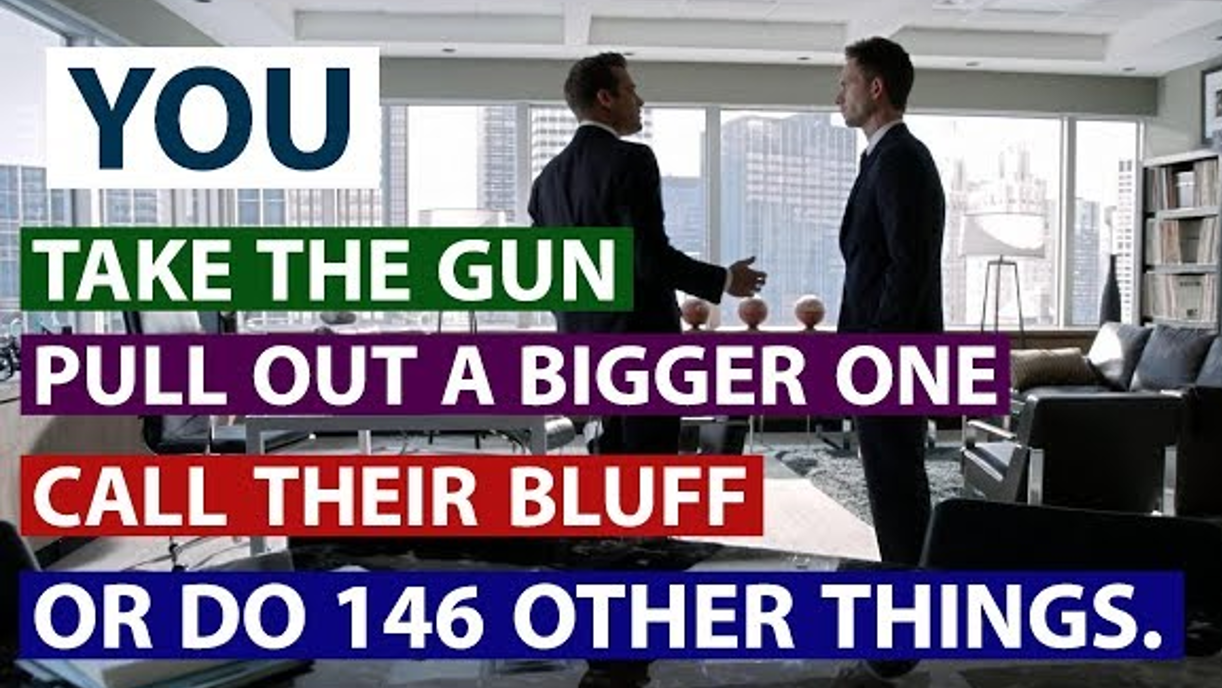 YOU
TAKE THE GUN
PULL OUT A BIGGER ONE
CALL THEIR BLUFF
OR DO 146 OTHER THINGS.